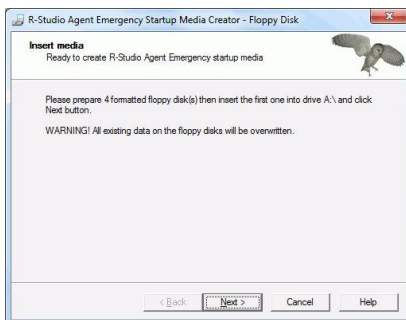 R-Studio Agent Emergency Startup Media Creator - Floppy Disk
Insert media
Ready to create R-Studio Agent Emergency startup media
Please prepare 4 formatted floppy disk(s) then insert the first one into drive A:\ and click
Next button.
WARNING! All existing data on the floppy disks will be overwritten.
< Back
Next >
Cancel
Help